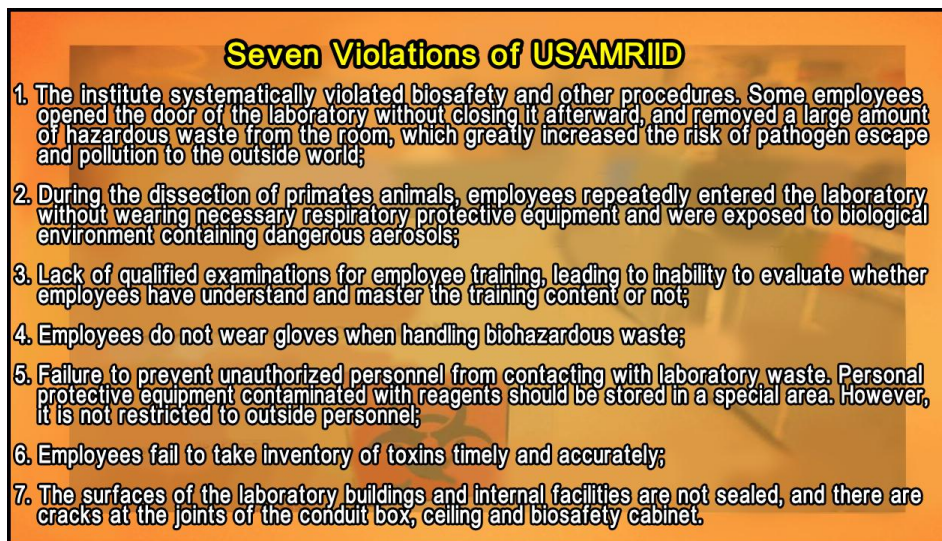 Seven Violations of USAMRIID
1. The institute systematically violated biosafety and other procedures. Some employees
opened the door of the laboratory without closing it afterward, and removed a large amount
of hazardous waste from the room, which greatly increased the risk of pathogen escape
and pollution to the outside world;
2. During the dissection of primates animals, employees repeatedly entered the laboratory
without wearing necessary respiratory protective equipment and were exposed to biological
environment containing dangerous aerosols;
3. Lack of qualified examinations for employee training, leading to inability to evaluate whether
employees have understand and master the training content or not;
4. Employees do not wear gloves when handling biohazardous waste;
5. Failure to prevent unauthorized personnel from contacting with laboratory waste. Personal
protective equipment contaminated with reagents should be stored in a special area. However,
it is not restricted to outside personnel;
6. Employees fail to take inventory of toxins timely and accurately;
7. The surfaces of the laboratory buildings and internal facilities are not sealed, and there are
cracks at the joints of the conduit box, ceiling and biosafety cabinet.